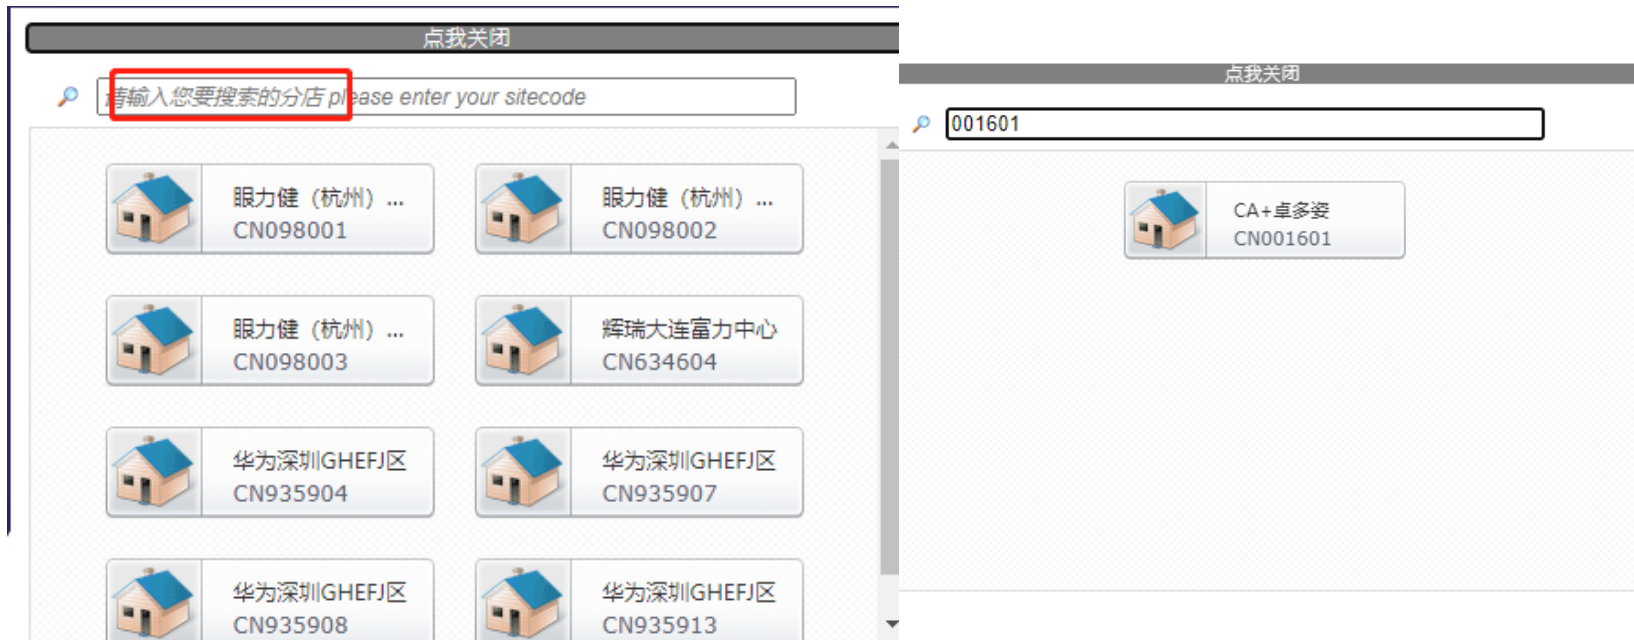 点我关闭
请输入您要搜索的分店 please enter your sitecode
眼力健（杭州）...
CN098001
眼力健（杭州）...
CN098002
眼力健（杭州）...
CN098003
辉瑞大连富力中心
CN634604
华为深圳GHEFJ区
CN935904
华为深圳GHEFJ区
CN935907
华为深圳GHEFJ区
CN935908
华为深圳GHEFJ区
CN935913
点我关闭
001601
CA+卓多姿
CN001601